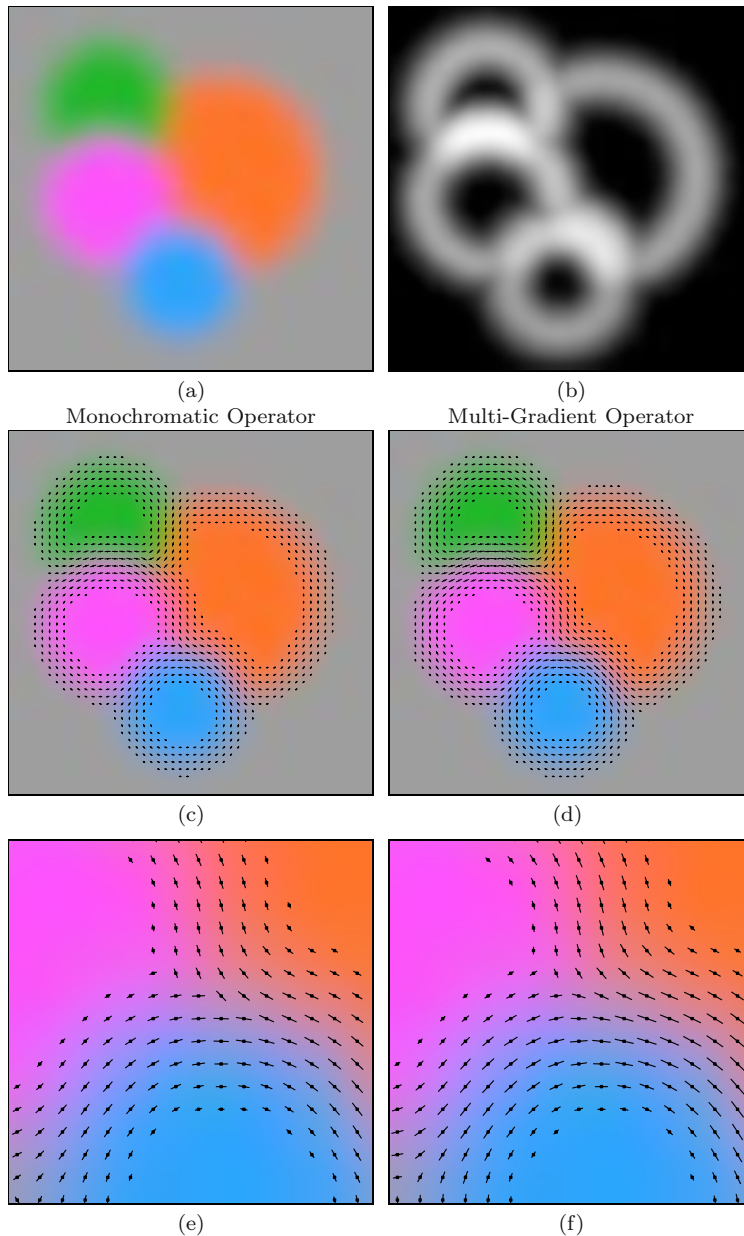 (a)
(b)
Monochromatic Operator
Multi-Gradient Operator
(c)
(d)
(e)
(f)